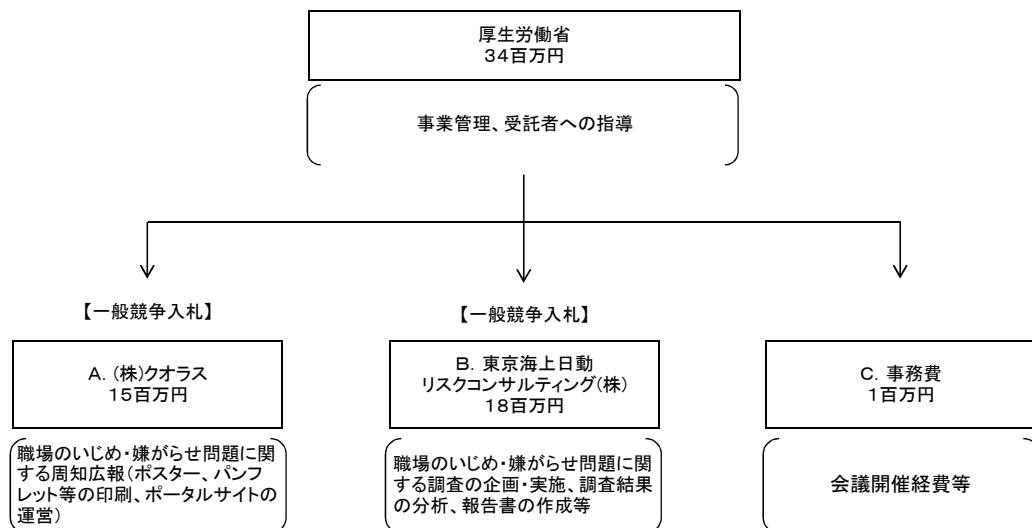 厚生労働省
34百万円
事業管理、受託者への指導
【一般競争入札】
【一般競争入札】
A. (株)クオラス
15百万円
B. 東京海上日動
リスクコンサルティング(株)
18百万円
C. 事務費
1百万円
職場のいじめ・嫌がらせ問題に関
する周知広報(ポスター、パンフ
レット等の印刷、ポータルサイトの
運営)
職場のいじめ・嫌がらせ問題に関
する調査の企画・実施、調査結果
の分析、報告書の作成等
会議開催経費等